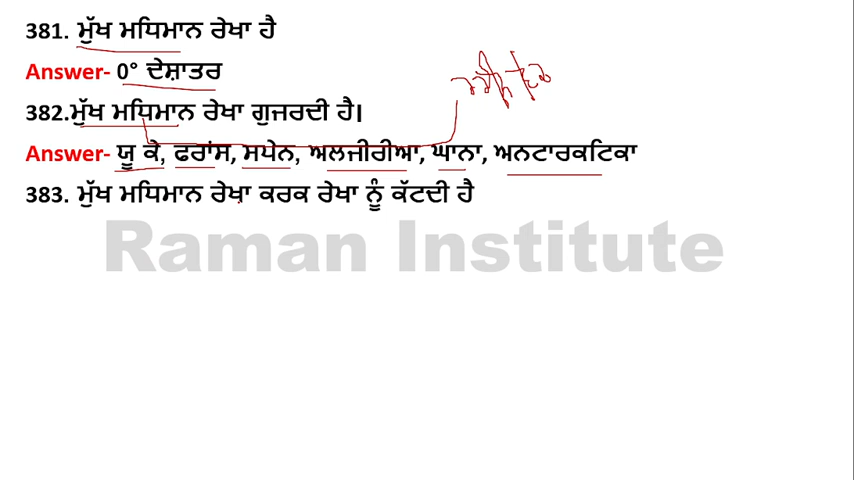 381. ਮੁੱਖ ਮਧਿਮਾਨ ਰੇਖਾ ਹੈ
Answer- 0° ਦੇਸ਼ਾਤਰ
382.ਮੁੱਖ ਮਧਿਮਾਨ ਰੇਖਾ ਗੁਜਰਦੀ ਹੈ।
Answer- ਯੂ ਕੇ, ਫਰਾਂਸ, ਸਪੇਨ, ਅਲਜੀਰੀਆ, ਘਾਨਾ, ਅਨਟਾਰਕਟਿਕਾ
383. ਮੁੱਖ ਮਧਿਮਾਨ ਰੇਖਾ ਕਰਕ ਰੇਖਾ ਨੂੰ ਕੱਟਦੀ ਹੈ
Raman Institute